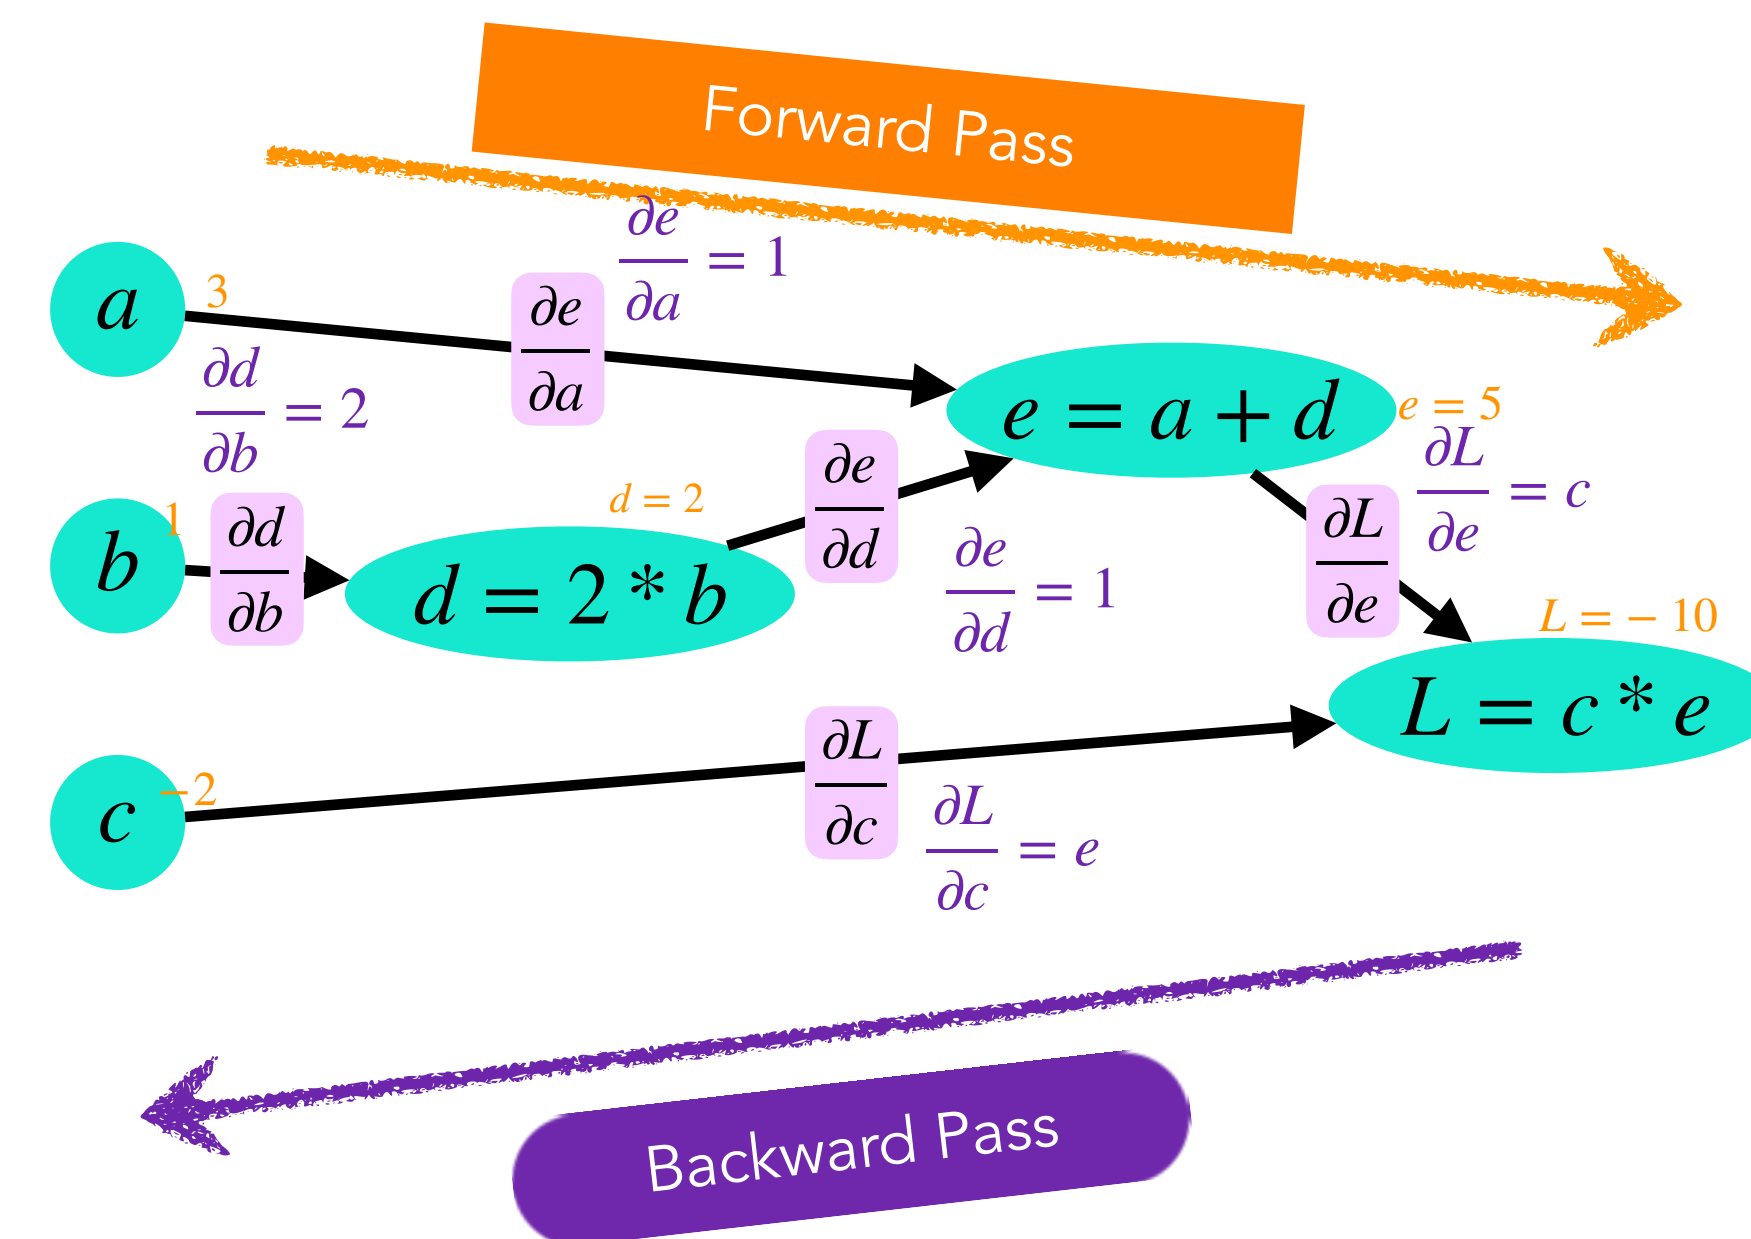 Forward Pass
∂e/∂a = 1
a
3
∂e/∂a
∂d/∂b = 2
e = a + d
e = 5
∂L/∂e = c
b
1
∂d/∂b
d = 2
d = 2 * b
∂e/∂d
∂e/∂d = 1
∂L/∂e
L = − 10
L = c * e
c
−2
∂L/∂c
∂L/∂c = e
Backward Pass